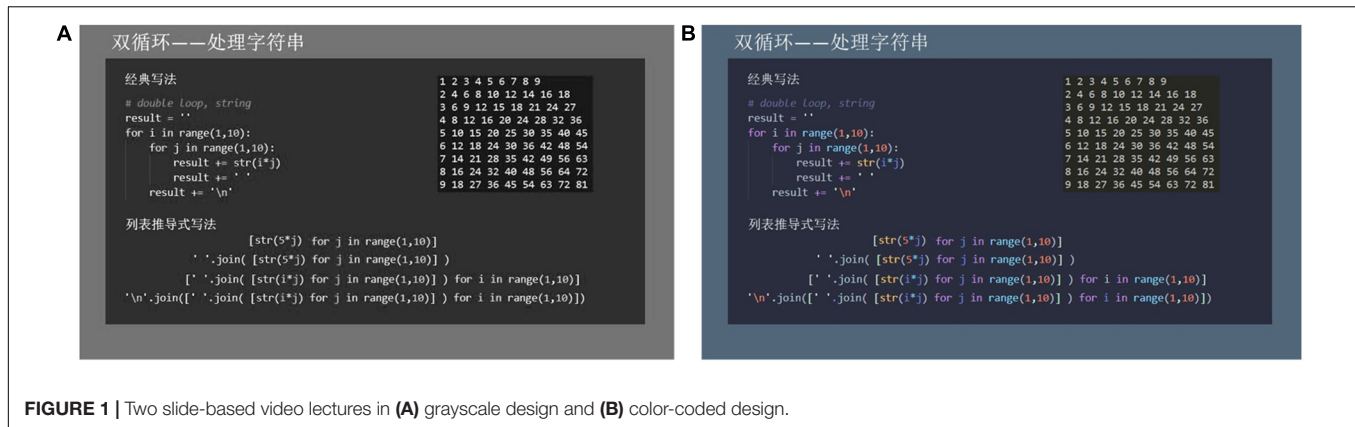 A
双循环——处理字符串
经典写法
# double loop, string
result = ''
for i in range(1,10):
    for j in range(1,10):
        result += str(i*j)
        result += ' '
    result += '\n'
1 2 3 4 5 6 7 8 9
2 4 6 8 10 12 14 16 18
3 6 9 12 15 18 21 24 27
4 8 12 16 20 24 28 32 36
5 10 15 20 25 30 35 40 45
6 12 18 24 30 36 42 48 54
7 14 21 28 35 42 49 56 63
8 16 24 32 40 48 56 64 72
9 18 27 36 45 54 63 72 81
列表推导式写法
[str(5*j) for j in range(1,10)]
' '.join( [str(5*j) for j in range(1,10)] )
[' '.join( [str(i*j) for j in range(1,10)] ) for i in range(1,10)]
'\n'.join([' '.join( [str(i*j) for j in range(1,10)] ) for i in range(1,10)])
B
双循环——处理字符串
经典写法
# double loop, string
result = ''
for i in range(1,10):
    for j in range(1,10):
        result += str(i*j)
        result += ' '
    result += '\n'
1 2 3 4 5 6 7 8 9
2 4 6 8 10 12 14 16 18
3 6 9 12 15 18 21 24 27
4 8 12 16 20 24 28 32 36
5 10 15 20 25 30 35 40 45
6 12 18 24 30 36 42 48 54
7 14 21 28 35 42 49 56 63
8 16 24 32 40 48 56 64 72
9 18 27 36 45 54 63 72 81
列表推导式写法
[str(5*j) for j in range(1,10)]
' '.join( [str(5*j) for j in range(1,10)] )
[' '.join( [str(i*j) for j in range(1,10)] ) for i in range(1,10)]
'\n'.join([' '.join( [str(i*j) for j in range(1,10)] ) for i in range(1,10)])
FIGURE 1 | Two slide-based video lectures in (A) grayscale design and (B) color-coded design.